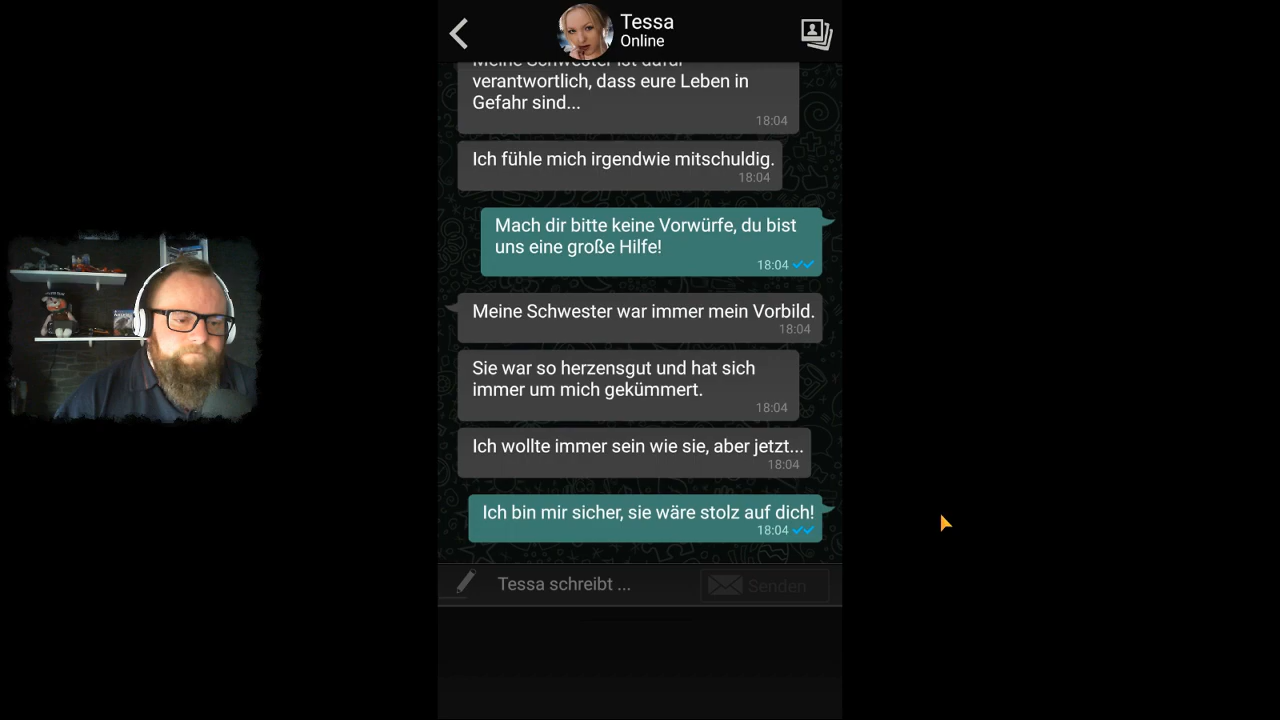 Tessa
Online
Meine Schwester ist dafür
verantwortlich, dass eure Leben in
Gefahr sind...
18:04
Ich fühle mich irgendwie mitschuldig.
18:04
Mach dir bitte keine Vorwürfe, du bist
uns eine große Hilfe!
18:04
Meine Schwester war immer mein Vorbild.
18:04
Sie war so herzensgut und hat sich
immer um mich gekümmert.
18:04
Ich wollte immer sein wie sie, aber jetzt...
18:04
Ich bin mir sicher, sie wäre stolz auf dich!
18:04
Tessa schreibt ...
Senden